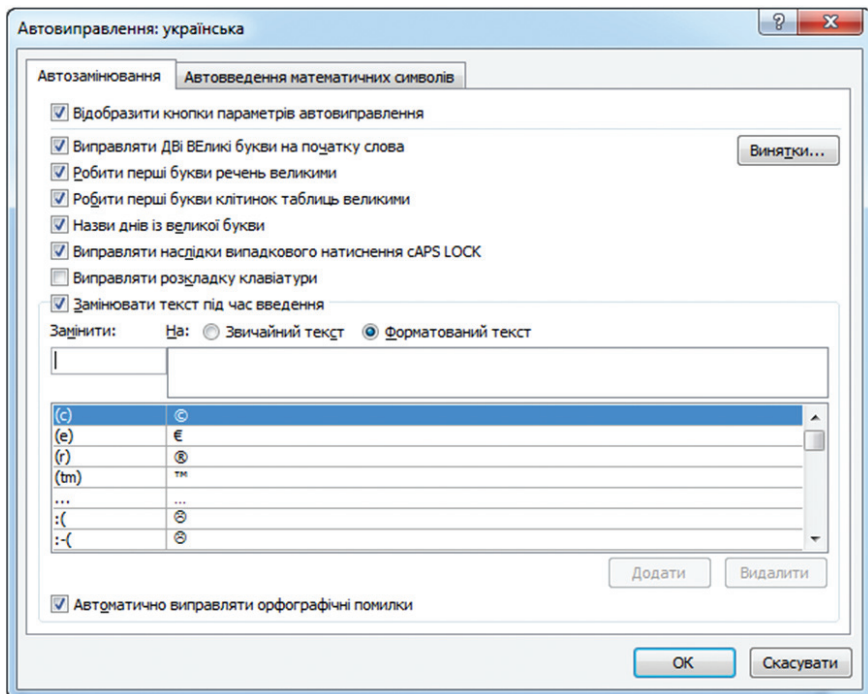 Автовиправлення: українська
Автозамінювання Автовведення математичних символів
Відобразити кнопки параметрів автовиправлення
Виправляти ДВі ВЕликі букви на початку слова Винятки...
Робити перші букви речень великими
Робити перші букви клітинок таблиць великими
Назви днів із великої букви
Виправляти наслідки випадкового натиснення cAPS LOCK
Виправляти розкладку клавіатури
Замінювати текст під час введення
Замінити: На: Звичайний текст Форматований текст
(c) ©
(e) €
(r) ®
(tm) ™
... ...
:( ☹
:-( ☹
Додати Видалити
Автоматично виправляти орфографічні помилки
ОК Скасувати